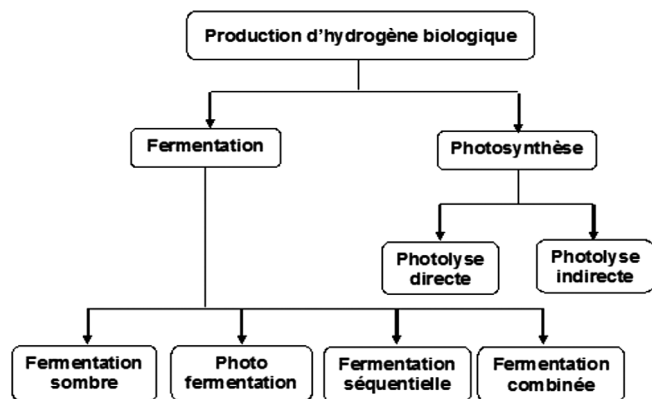 Production d'hydrogène biologique
Fermentation
Photosynthèse
Photolyse
directe
Photolyse
indirecte
Fermentation
sombre
Photo
fermentation
Fermentation
séquentielle
Fermentation
combinée